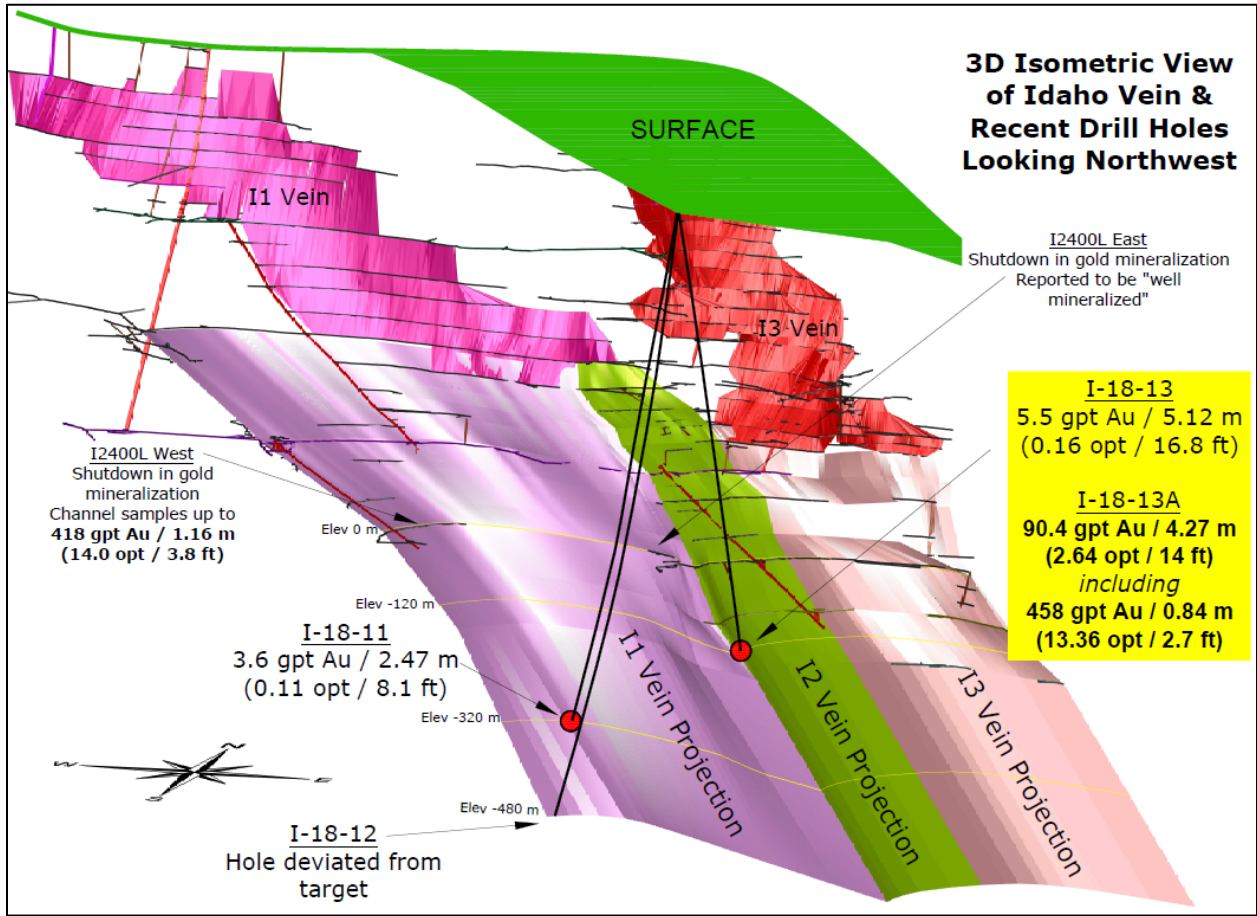 3D Isometric View
of Idaho Vein &
Recent Drill Holes
Looking Northwest
SURFACE
I1 Vein
I3 Vein
I2400L East
Shutdown in gold mineralization
Reported to be "well
mineralized"
I-18-13
5.5 gpt Au / 5.12 m
(0.16 opt / 16.8 ft)
I-18-13A
90.4 gpt Au / 4.27 m
(2.64 opt / 14 ft)
including
458 gpt Au / 0.84 m
(13.36 opt / 2.7 ft)
I2400L West
Shutdown in gold
mineralization
Channel samples up to
418 gpt Au / 1.16 m
(14.0 opt / 3.8 ft)
Elev 0 m
Elev -120 m
I-18-11
3.6 gpt Au / 2.47 m
(0.11 opt / 8.1 ft)
Elev -320 m
I1 Vein Projection
I2 Vein Projection
I3 Vein Projection
N
W
E
S
Elev -480 m
I-18-12
Hole deviated from
target